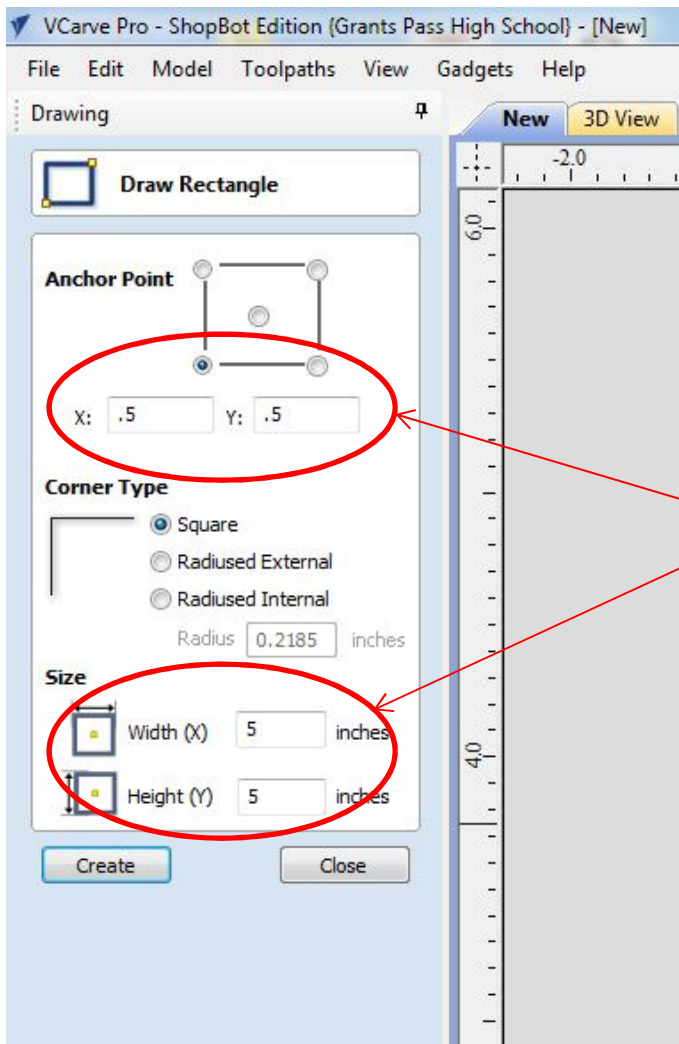 VCarve Pro - ShopBot Edition {Grants Pass High School} - [New]
File Edit Model Toolpaths View Gadgets Help
Drawing
New 3D View
Draw Rectangle
-2.0
6.0
Anchor Point
X: .5 Y: .5
Corner Type
Square
Radiused External
Radiused Internal
Radius 0.2185 inches
Size
Width (X) 5 inches
4.0
Height (Y) 5 inches
Create Close